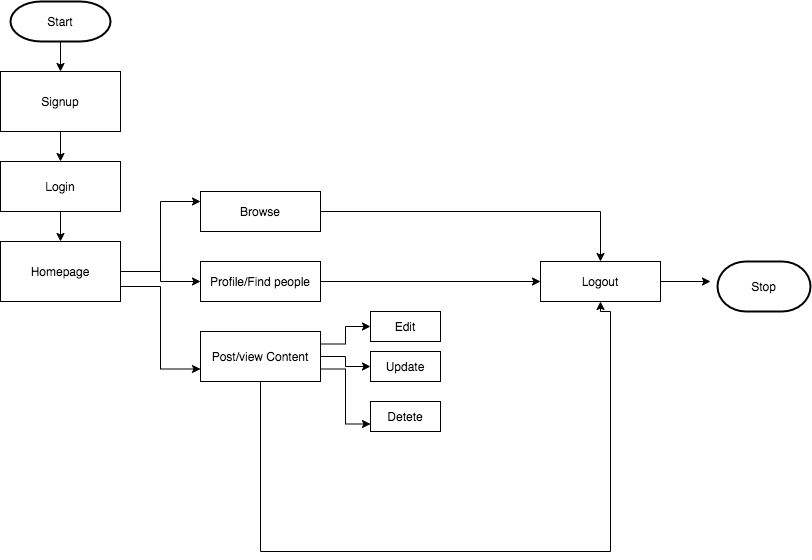 Start
Signup
Login
Homepage
Browse
Profile/Find people
Post/view Content
Edit
Update
Detete
Logout
Stop